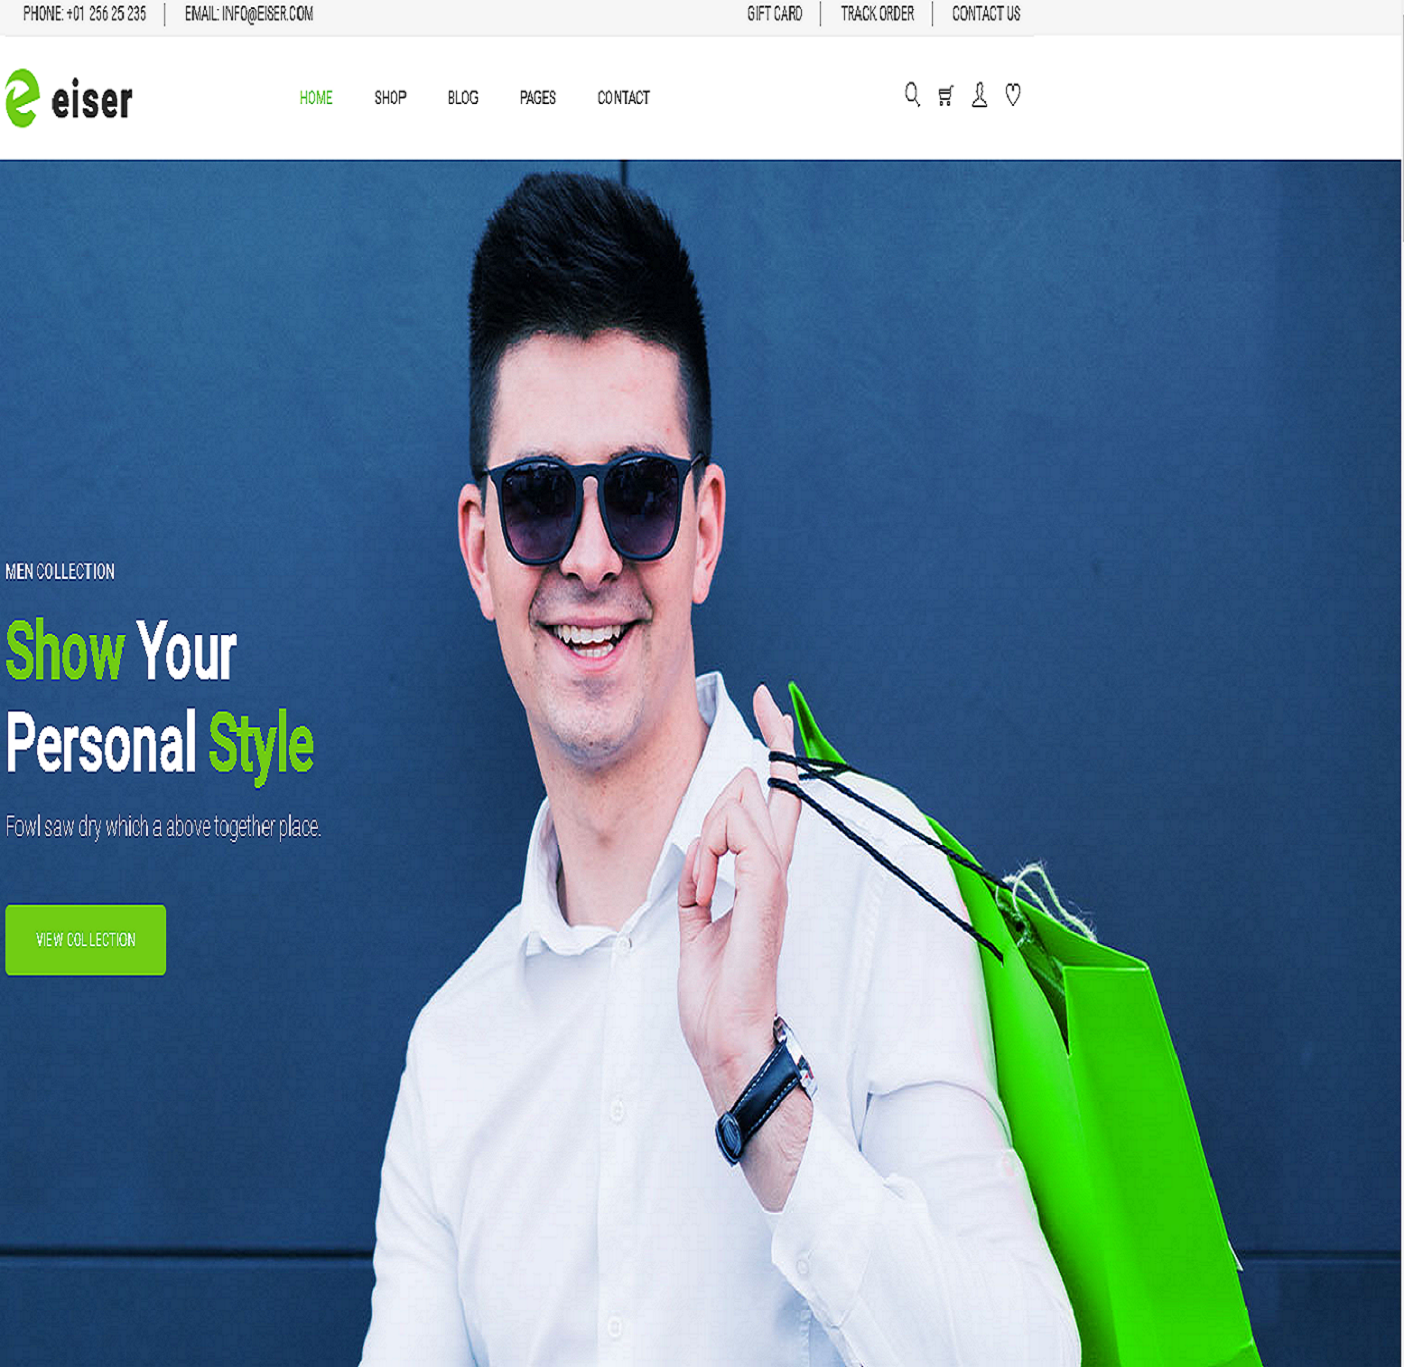 PHONE: +01 256 25 235 EMAIL: INFO@EISER.COM GIFT CARD TRACK ORDER CONTACT US
eiser HOME SHOP BLOG PAGES CONTACT
MEN COLLECTION
Show Your
Personal Style
Fowl saw dry which a above together place.
VIEW COLLECTION